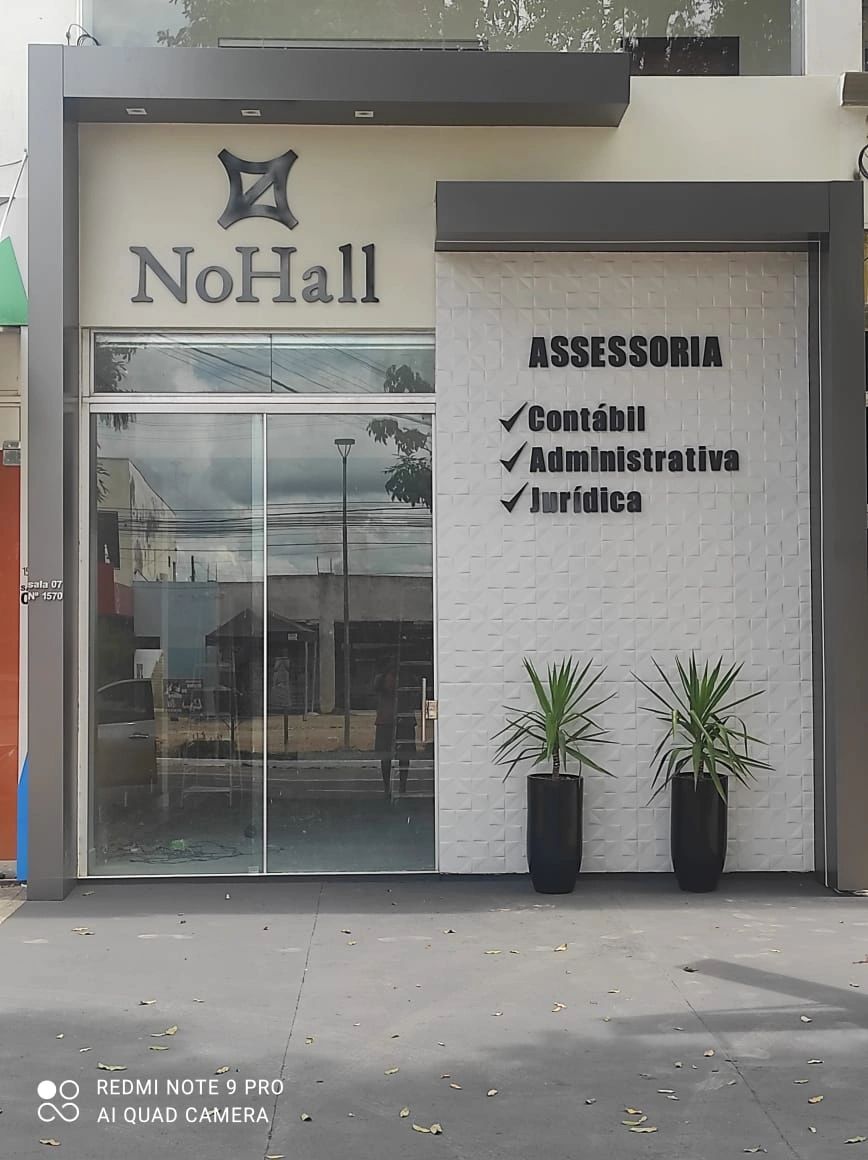 NoHall
ASSESSORIA
Contábil
Administrativa
Jurídica
sala 07
Nº 1570
REDMI NOTE 9 PRO
AI QUAD CAMERA